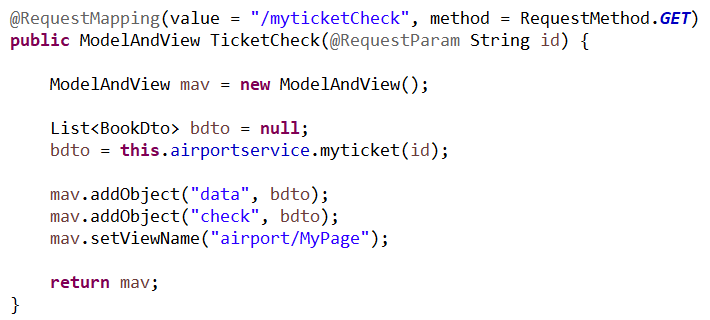 @RequestMapping(value = "/myticketCheck", method = RequestMethod.GET)
public ModelAndView TicketCheck(@RequestParam String id) {
ModelAndView mav = new ModelAndView();
List<BookDto> bdto = null;
bdto = this.airportservice.myticket(id);
mav.addObject("data", bdto);
mav.addObject("check", bdto);
mav.setViewName("airport/MyPage");
return mav;
}